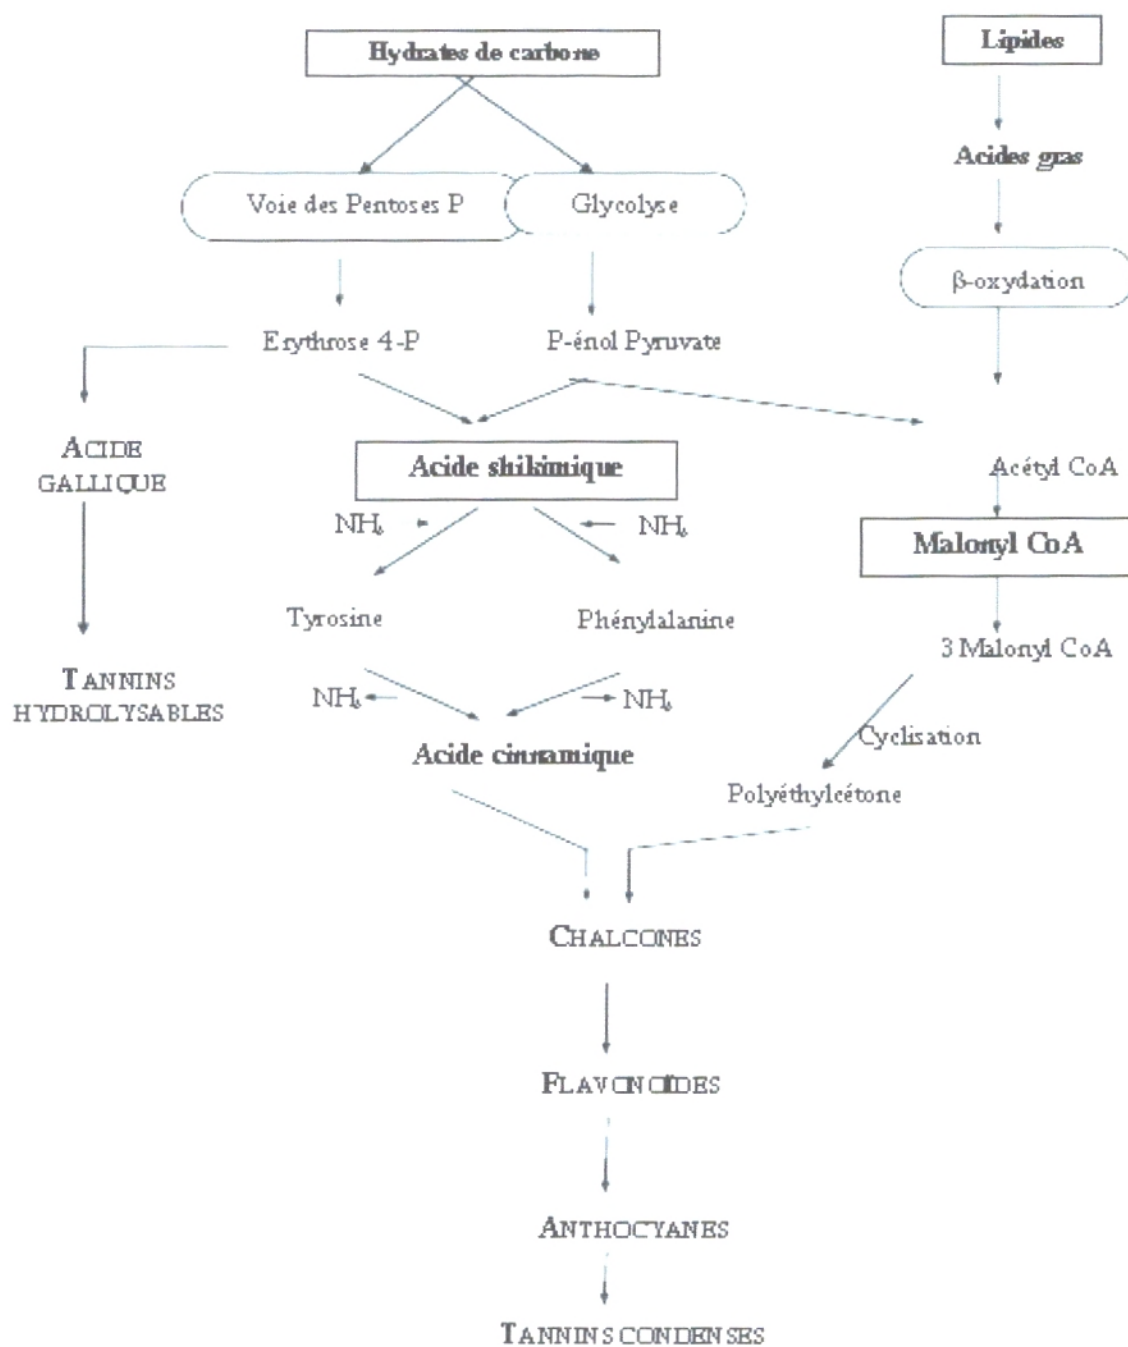 Hydrates de carbone
Lipides
Acides gras
Voie des Pentoses P
Glycolyse
β-oxydation
Erythrose 4-P
P-énol Pyruvate
ACIDE
GALLIQUE
Acide shikimique
Acétyl CoA
NH₃
NH₃
Malonyl CoA
Tyrosine
Phénylalanine
3 Malonyl CoA
TANNINS
HYDROLYSABLES
NH₃
NH₃
Cyclisation
Acide cinnamique
Polyéthylcétone
CHALCONES
FLAVONOÏDES
ANTHOCYANES
TANNINS CONDENSES